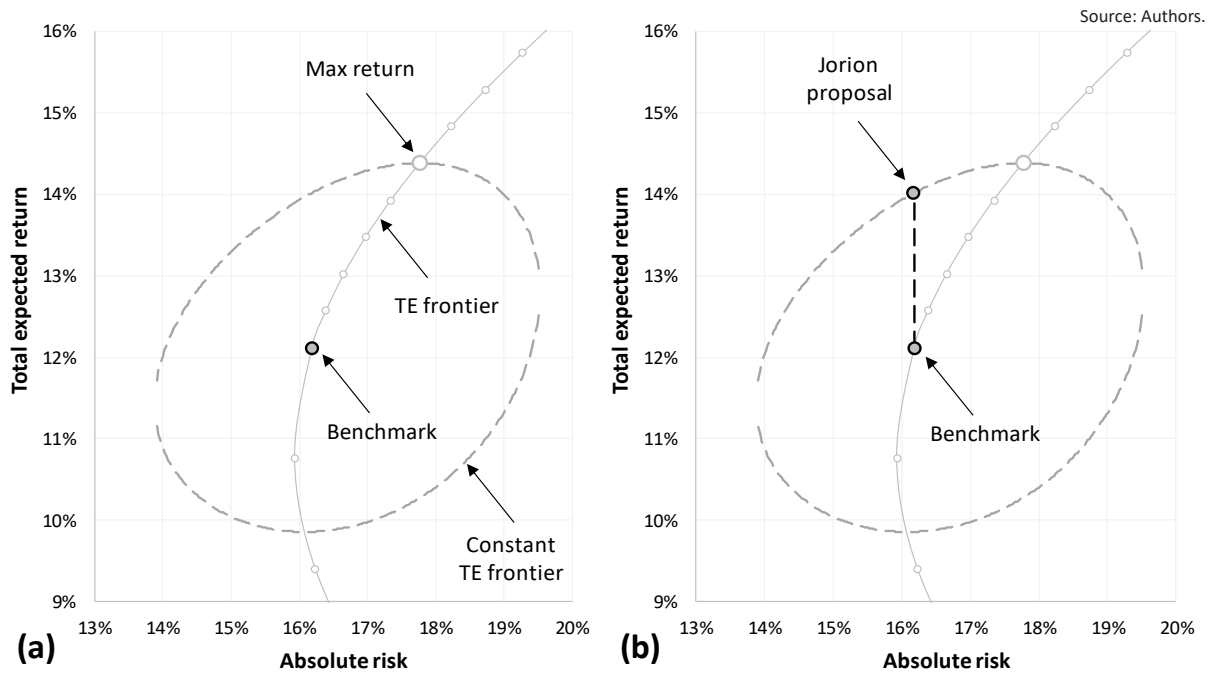 Source: Authors.
16%
15%
14%
13%
12%
11%
10%
9%
Total expected return
Max return
TE frontier
Benchmark
Constant
TE frontier
13%
14%
15%
16%
17%
18%
19%
20%
Absolute risk
(a)
16%
15%
14%
13%
12%
11%
10%
9%
Total expected return
Jorion
proposal
Benchmark
13%
14%
15%
16%
17%
18%
19%
20%
Absolute risk
(b)